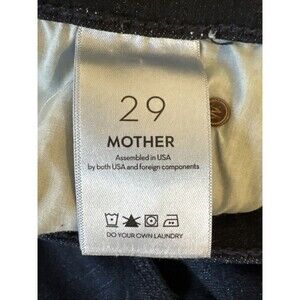 29
MOTHER
Assembled in USA
by both USA and foreign components
DO YOUR OWN LAUNDRY